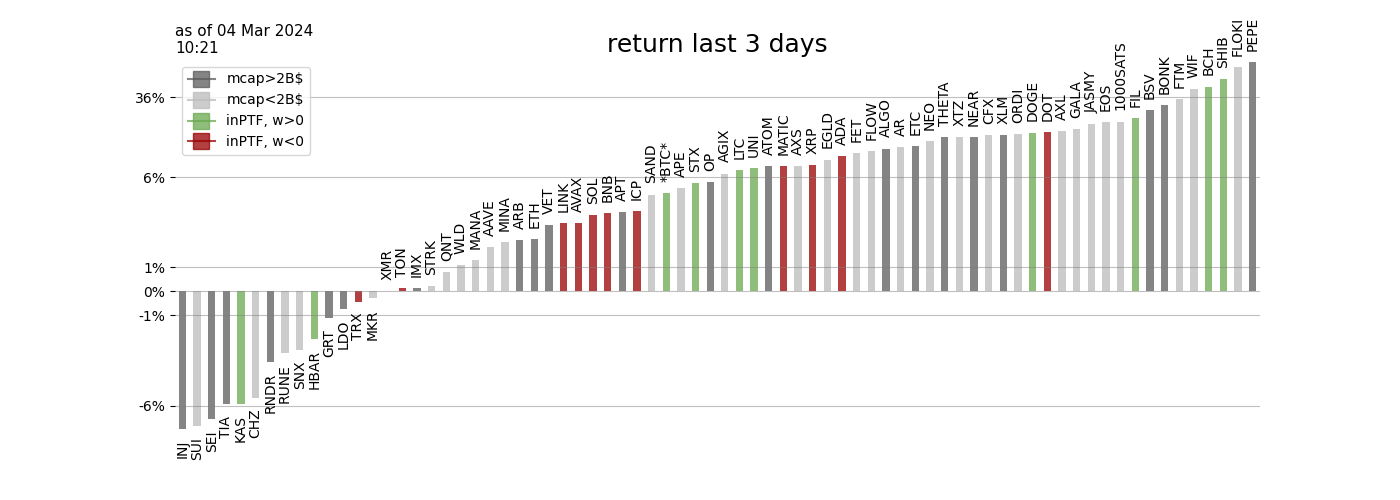 as of 04 Mar 2024
10:21
return last 3 days
mcap>2B$
mcap<2B$
inPTF, w>0
inPTF, w<0
36%
6%
1%
0%
-1%
-6%
INJ
SUI
SEI
TIA
KAS
CHZ
RNDR
RUNE
SNX
HBAR
GRT
LDO
TRX
MKR
XMR
TON
IMX
STRK
QNT
WLD
MANA
AAVE
MINA
ARB
ETH
VET
LINK
AVAX
SOL
BNB
APT
ICP
SAND
*BTC*
APE
STX
OP
AGIX
LTC
UNI
ATOM
MATIC
AXS
XRP
EGLD
ADA
FET
FLOW
ALGO
AR
ETC
NEO
THETA
XTZ
NEAR
CFX
XLM
ORDI
DOGE
DOT
AXL
GALA
JASMY
EOS
1000SATS
FIL
BSV
BONK
FTM
WIF
BCH
SHIB
FLOKI
PEPE